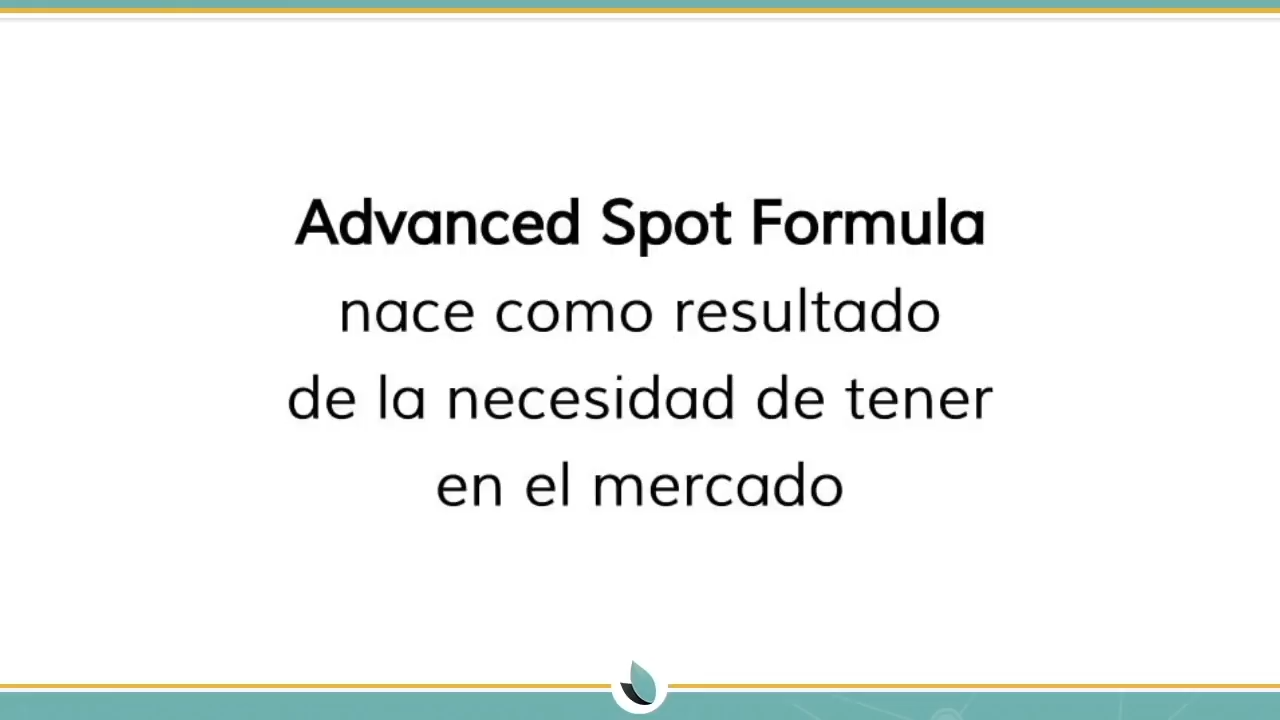 Advanced Spot Formula
nace como resultado
de la necesidad de tener
en el mercado